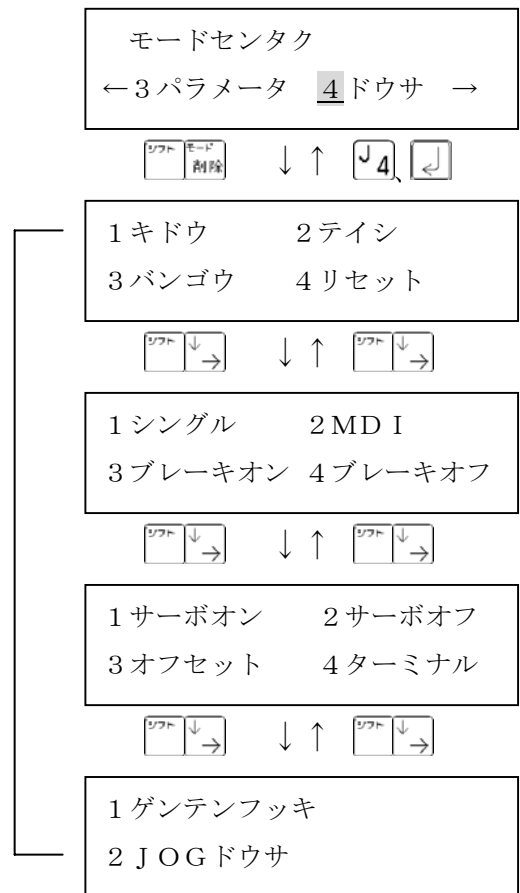 モードセンタク
←３パラメータ　４ドウサ　→
シフト モード 削除 ↓ ↑ 4、
１キドウ　２テイシ
３バンゴウ　４リセット
シフト ↓→ ↓ ↑ シフト ↓→
１シングル　２ＭＤＩ
３ブレーキオン　４ブレーキオフ
シフト ↓→ ↓ ↑ シフト ↓→
１サーボオン　２サーボオフ
３オフセット　４ターミナル
シフト ↓→ ↓ ↑ シフト ↓→
１ゲンテンフッキ
２ＪＯＧドウサ